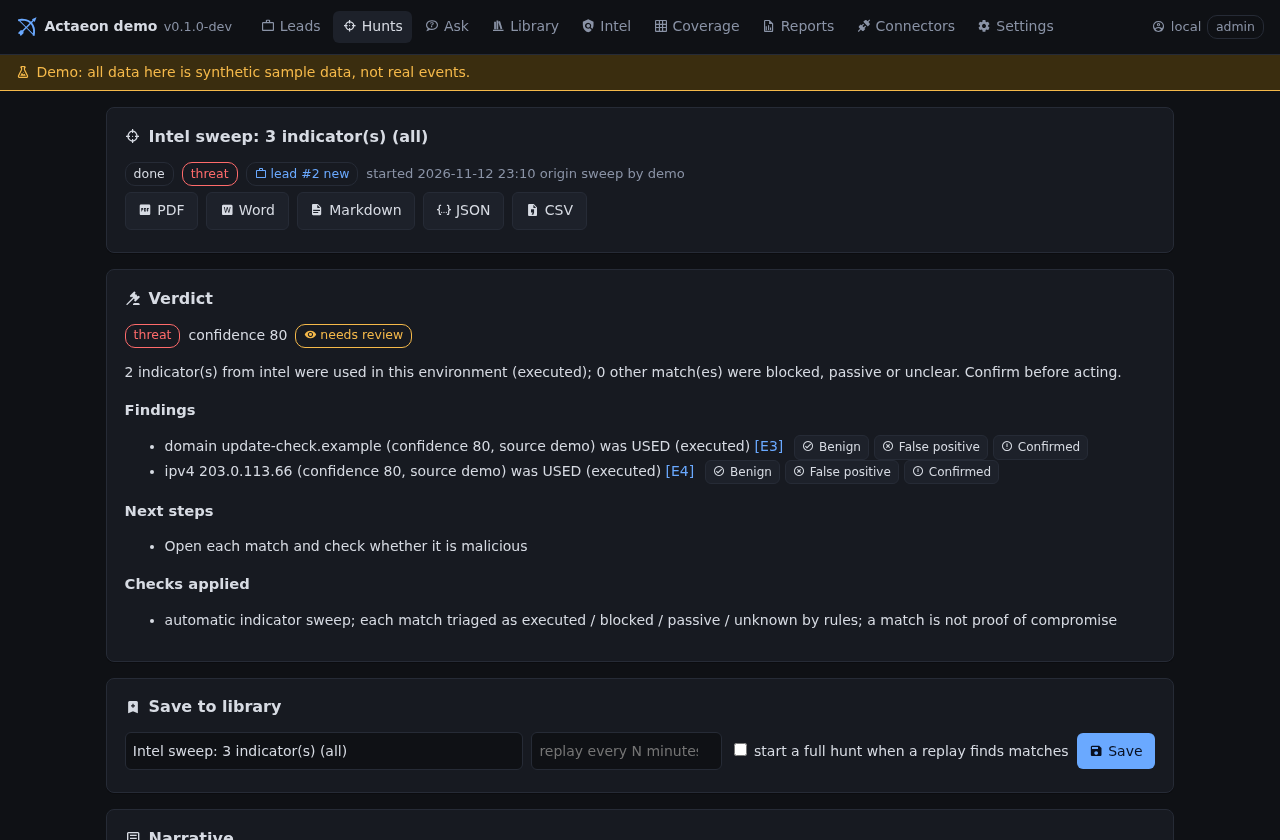 Actaeon demo v0.1.0-dev Leads Hunts Ask Library Intel Coverage Reports Connectors Settings local admin
Demo: all data here is synthetic sample data, not real events.
Intel sweep: 3 indicator(s) (all)
done threat lead #2 new started 2026-11-12 23:10 origin sweep by demo
PDF Word Markdown JSON CSV
Verdict
threat confidence 80 needs review
2 indicator(s) from intel were used in this environment (executed); 0 other match(es) were blocked, passive or unclear. Confirm before acting.
Findings
• domain update-check.example (confidence 80, source demo) was USED (executed) [E3] Benign False positive Confirmed
• ipv4 203.0.113.66 (confidence 80, source demo) was USED (executed) [E4] Benign False positive Confirmed
Next steps
• Open each match and check whether it is malicious
Checks applied
• automatic indicator sweep; each match triaged as executed / blocked / passive / unknown by rules; a match is not proof of compromise
Save to library
Intel sweep: 3 indicator(s) (all) replay every N minutes start a full hunt when a replay finds matches Save
Narrative